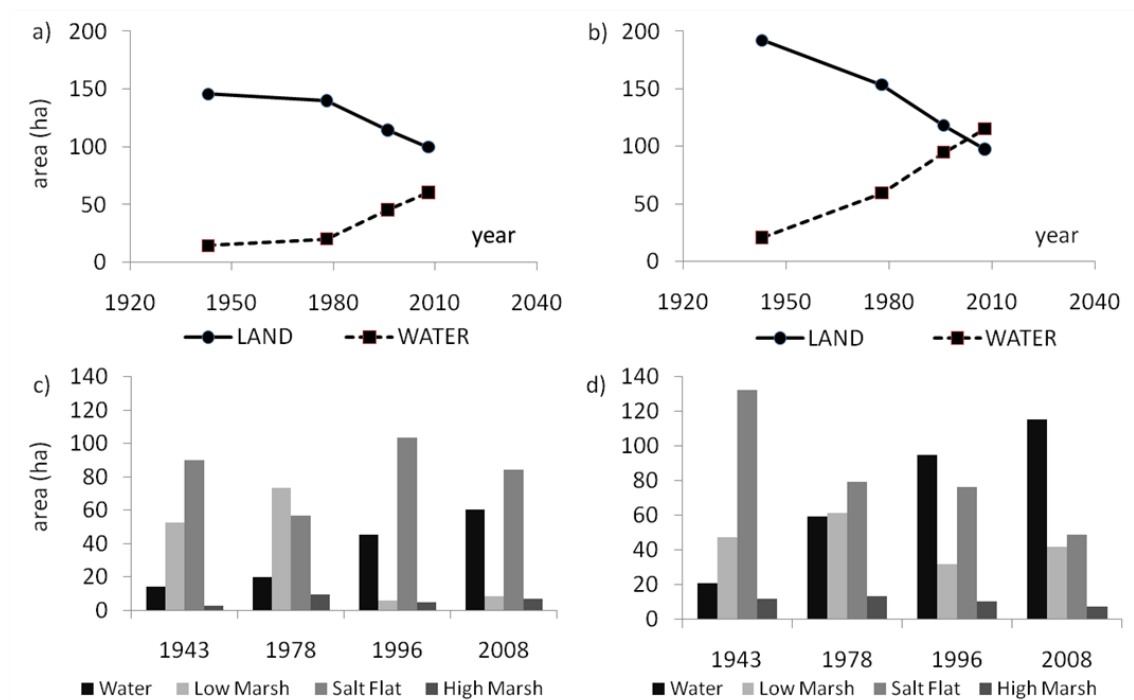 a)
200
150
100
50
0
area (ha)
year
1920 1950 1980 2010 2040
LAND WATER
b)
200
150
100
50
0
year
1920 1950 1980 2010 2040
LAND WATER
c)
140
120
100
80
60
40
20
0
area (ha)
1943 1978 1996 2008
Water Low Marsh Salt Flat High Marsh
d)
140
120
100
80
60
40
20
0
area (ha)
1943 1978 1996 2008
Water Low Marsh Salt Flat High Marsh